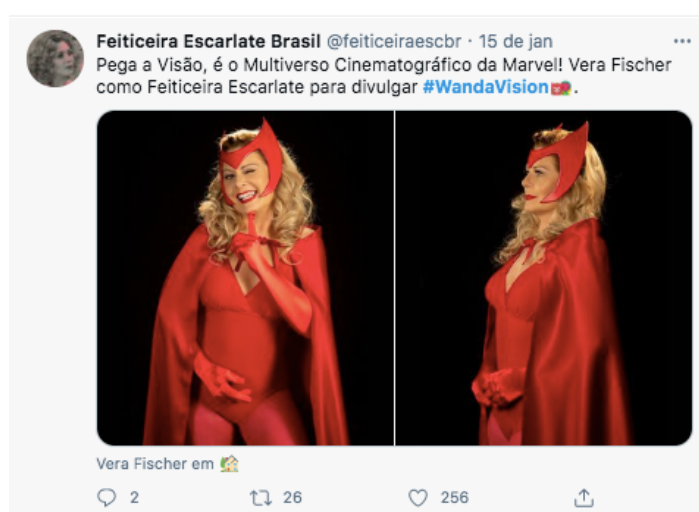 Feiticeira Escarlate Brasil @feiticeiraescbr · 15 de jan
Pega a Visão, é o Multiverso Cinematográfico da Marvel! Vera Fischer
como Feiticeira Escarlate para divulgar #WandaVision.
Vera Fischer em
2 26 256